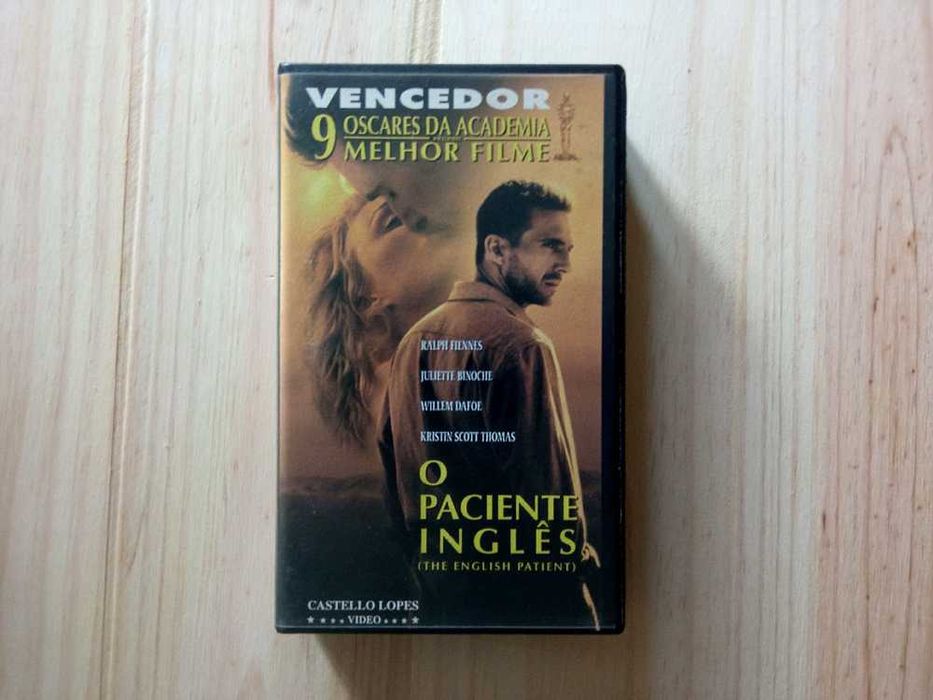 VENCEDOR
9 OSCARES DA ACADEMIA
MELHOR FILME
RALPH FIENNES
JULIETTE BINOCHE
WILLEM DAFOE
KRISTIN SCOTT THOMAS
O
PACIENTE
INGLÊS
(THE ENGLISH PATIENT)
CASTELLO LOPES
VIDEO